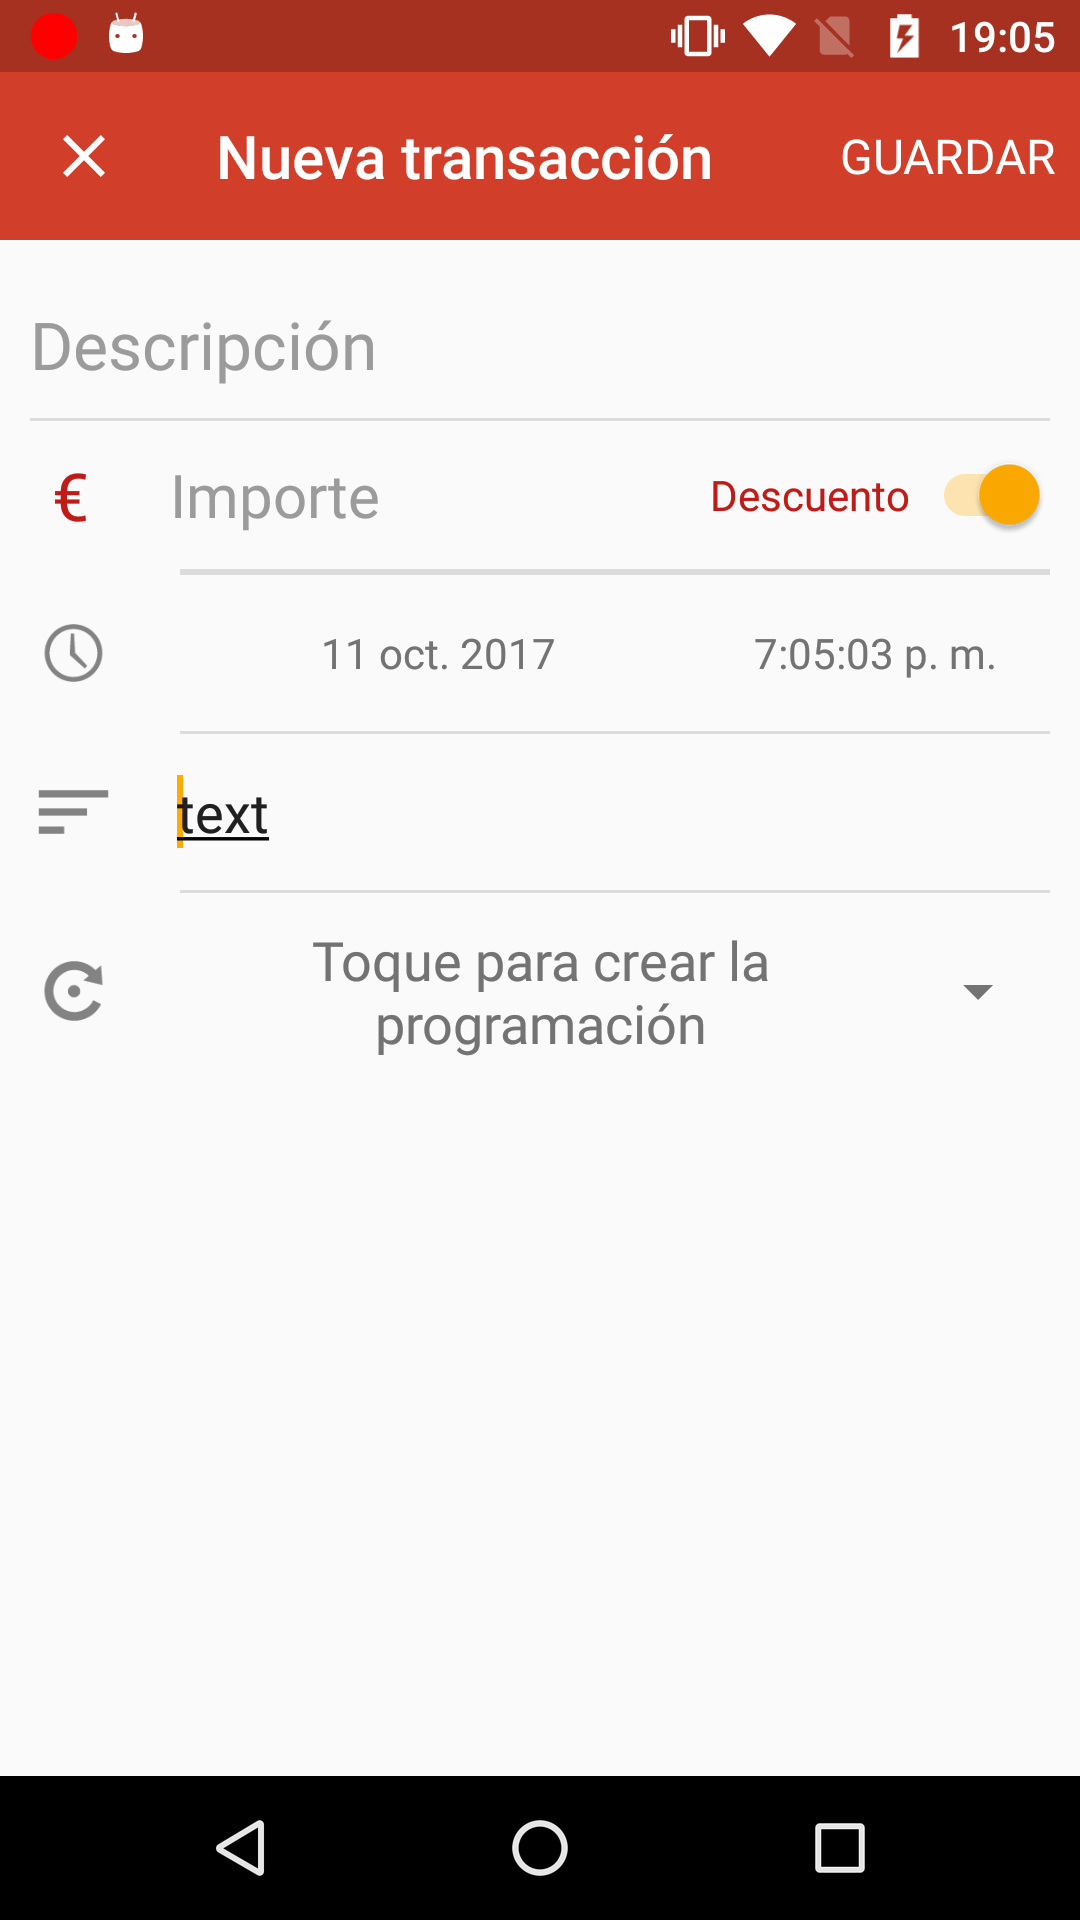 19:05
Nueva transacción
GUARDAR
Descripción
€ Importe Descuento
11 oct. 2017 7:05:03 p. m.
text
Toque para crear la
programación